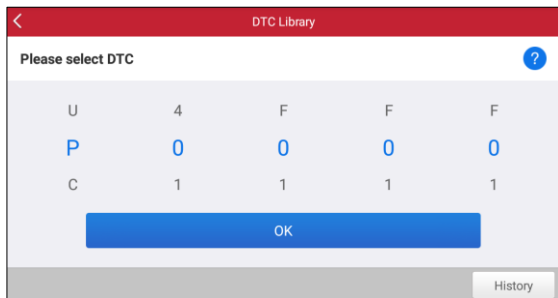 DTC Library
Please select DTC ?
U 4 F F F
P 0 0 0 0
C 1 1 1 1
OK
History